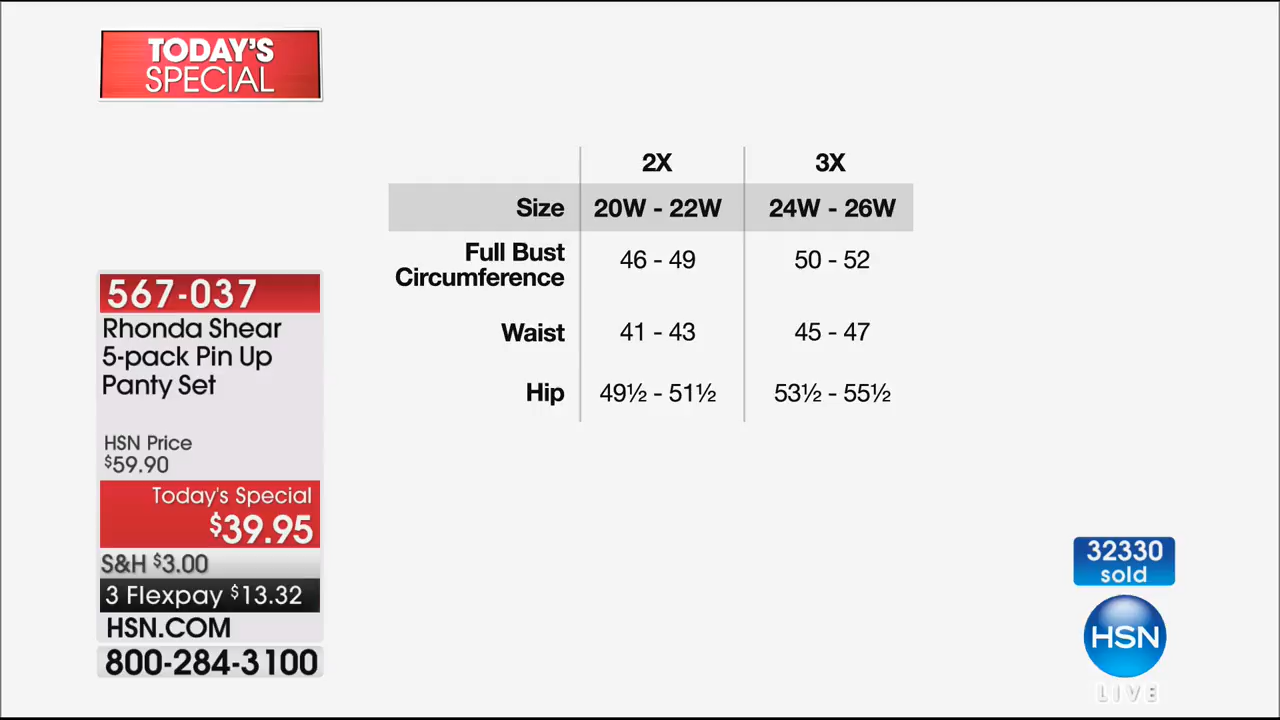 TODAY'S
SPECIAL
2X 3X
Size 20W - 22W 24W - 26W
Full Bust
Circumference 46 - 49 50 - 52
Waist 41 - 43 45 - 47
Hip 49½ - 51½ 53½ - 55½
567-037
Rhonda Shear
5-pack Pin Up
Panty Set
HSN Price
$59.90
Today's Special
$39.95
S&H $3.00
3 Flexpay $13.32
HSN.COM
800-284-3100
32330
sold
HSN
LIVE